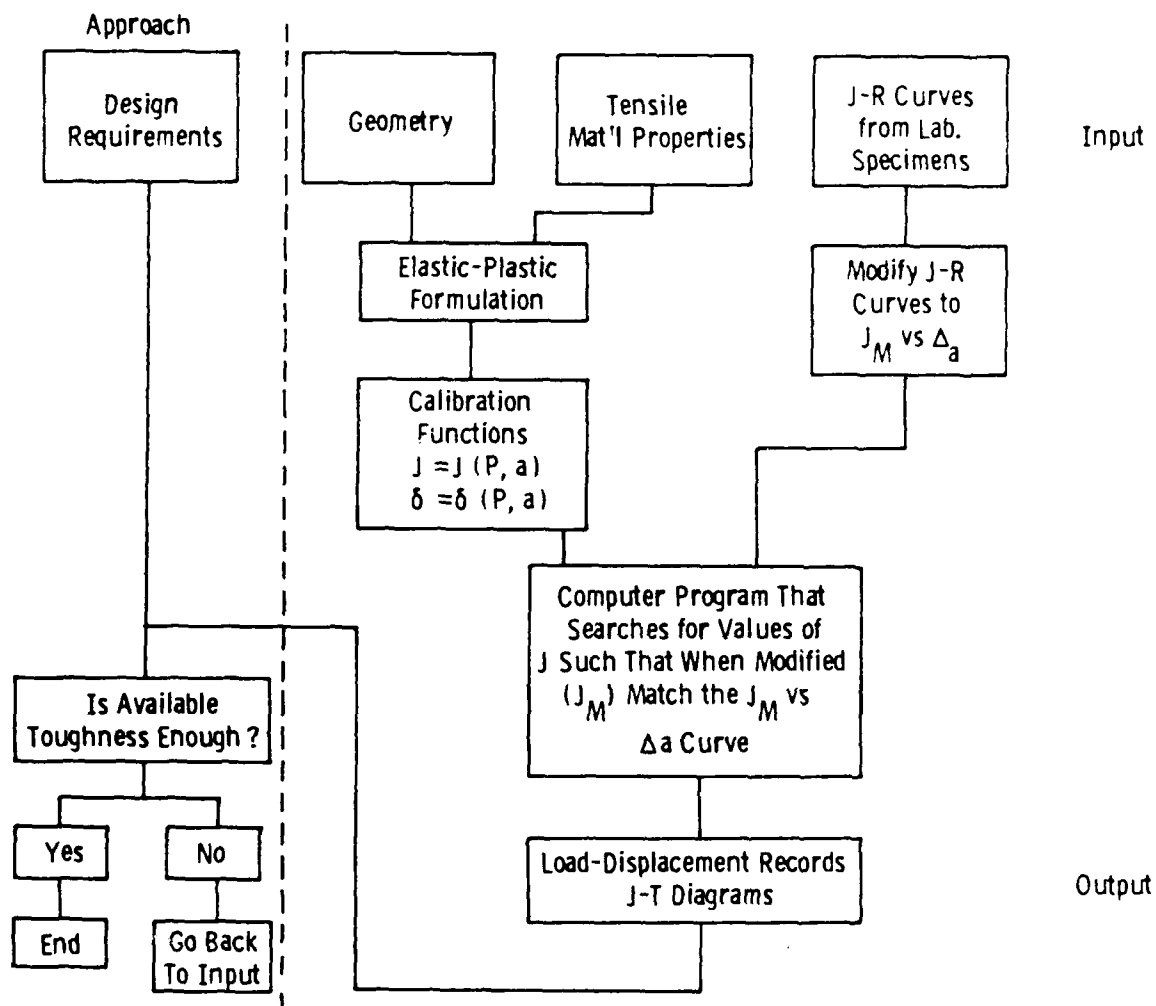 Approach
Design
Requirements
Geometry
Tensile
Mat'l Properties
J-R Curves
from Lab.
Specimens
Input
Elastic-Plastic
Formulation
Modify J-R
Curves to
J_M vs Δ_a
Calibration
Functions
J = J (P, a)
δ = δ (P, a)
Computer Program That
Searches for Values of
J Such That When Modified
(J_M) Match the J_M vs
Δa Curve
Is Available
Toughness Enough?
Yes
No
End
Go Back
To Input
Load-Displacement Records
J-T Diagrams
Output